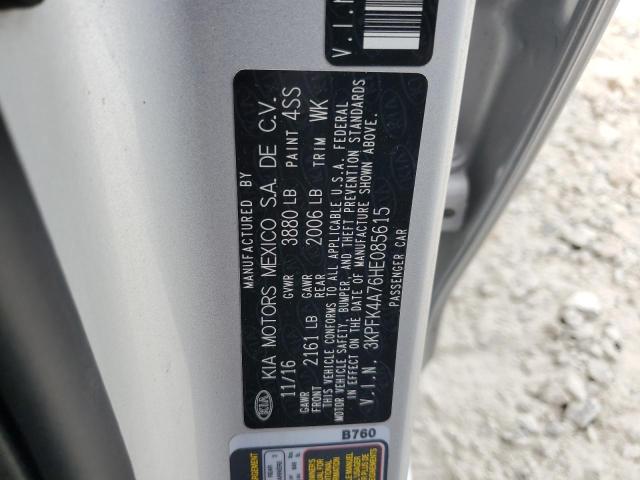 V.I.N.
MANUFACTURED BY
KIA MOTORS MEXICO S.A. DE C.V.
11/16 GVWR 3880 LB PAINT 4SS
GAWR FRONT 2161 LB GAWR REAR 2006 LB TRIM WK
THIS VEHICLE CONFORMS TO ALL APPLICABLE U.S.A. FEDERAL
MOTOR VEHICLE SAFETY, BUMPER, AND THEFT PREVENTION STANDARDS
IN EFFECT ON THE DATE OF MANUFACTURE SHOWN ABOVE.
V.I.N. 3KPFK4A76HE085615
PASSENGER CAR
KIA
B760